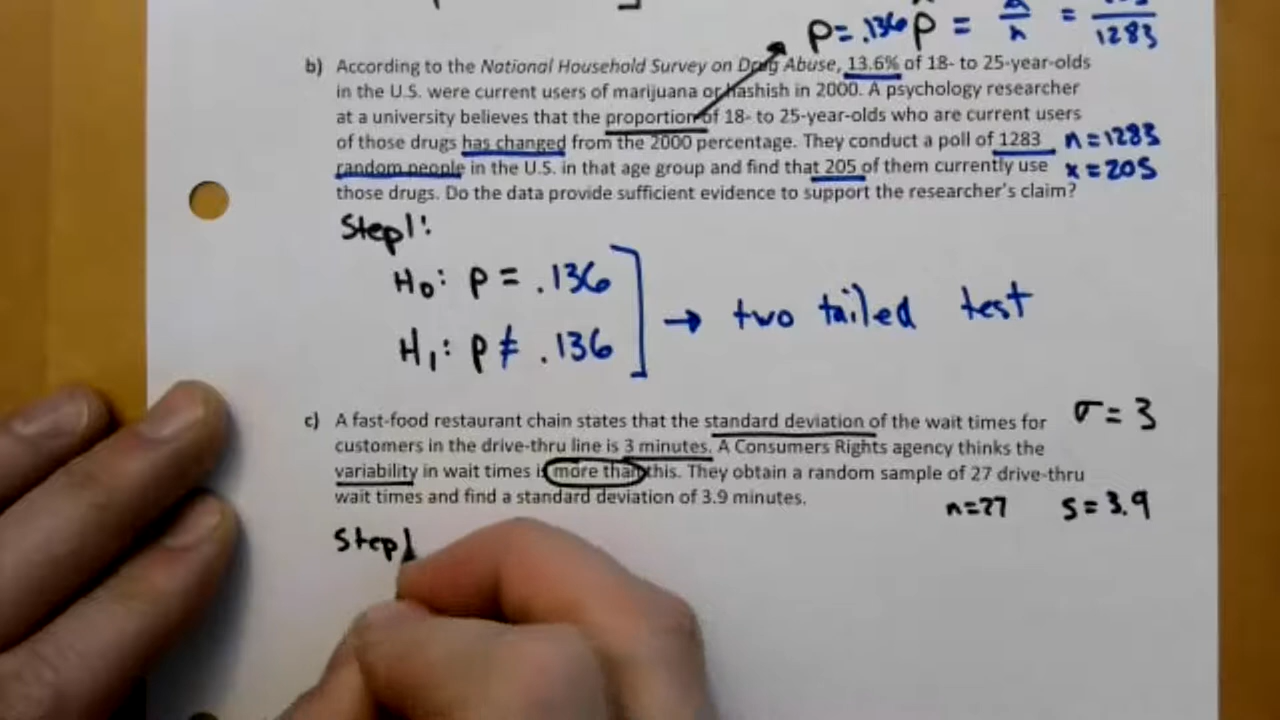 p = .136 p = x/n = /1283
b) According to the National Household Survey on Drug Abuse, 13.6% of 18- to 25-year-olds
in the U.S. were current users of marijuana or hashish in 2000. A psychology researcher
at a university believes that the proportion of 18- to 25-year-olds who are current users
of those drugs has changed from the 2000 percentage. They conduct a poll of 1283 n=1283
random people in the U.S. in that age group and find that 205 of them currently use x=205
those drugs. Do the data provide sufficient evidence to support the researcher's claim?
Step1:
H₀: p = .136
→ two tailed test
H₁: p ≠ .136
c) A fast-food restaurant chain states that the standard deviation of the wait times for σ=3
customers in the drive-thru line is 3 minutes. A Consumers Rights agency thinks the
variability in wait times is more than this. They obtain a random sample of 27 drive-thru
wait times and find a standard deviation of 3.9 minutes. n=27 s=3.9
Step1